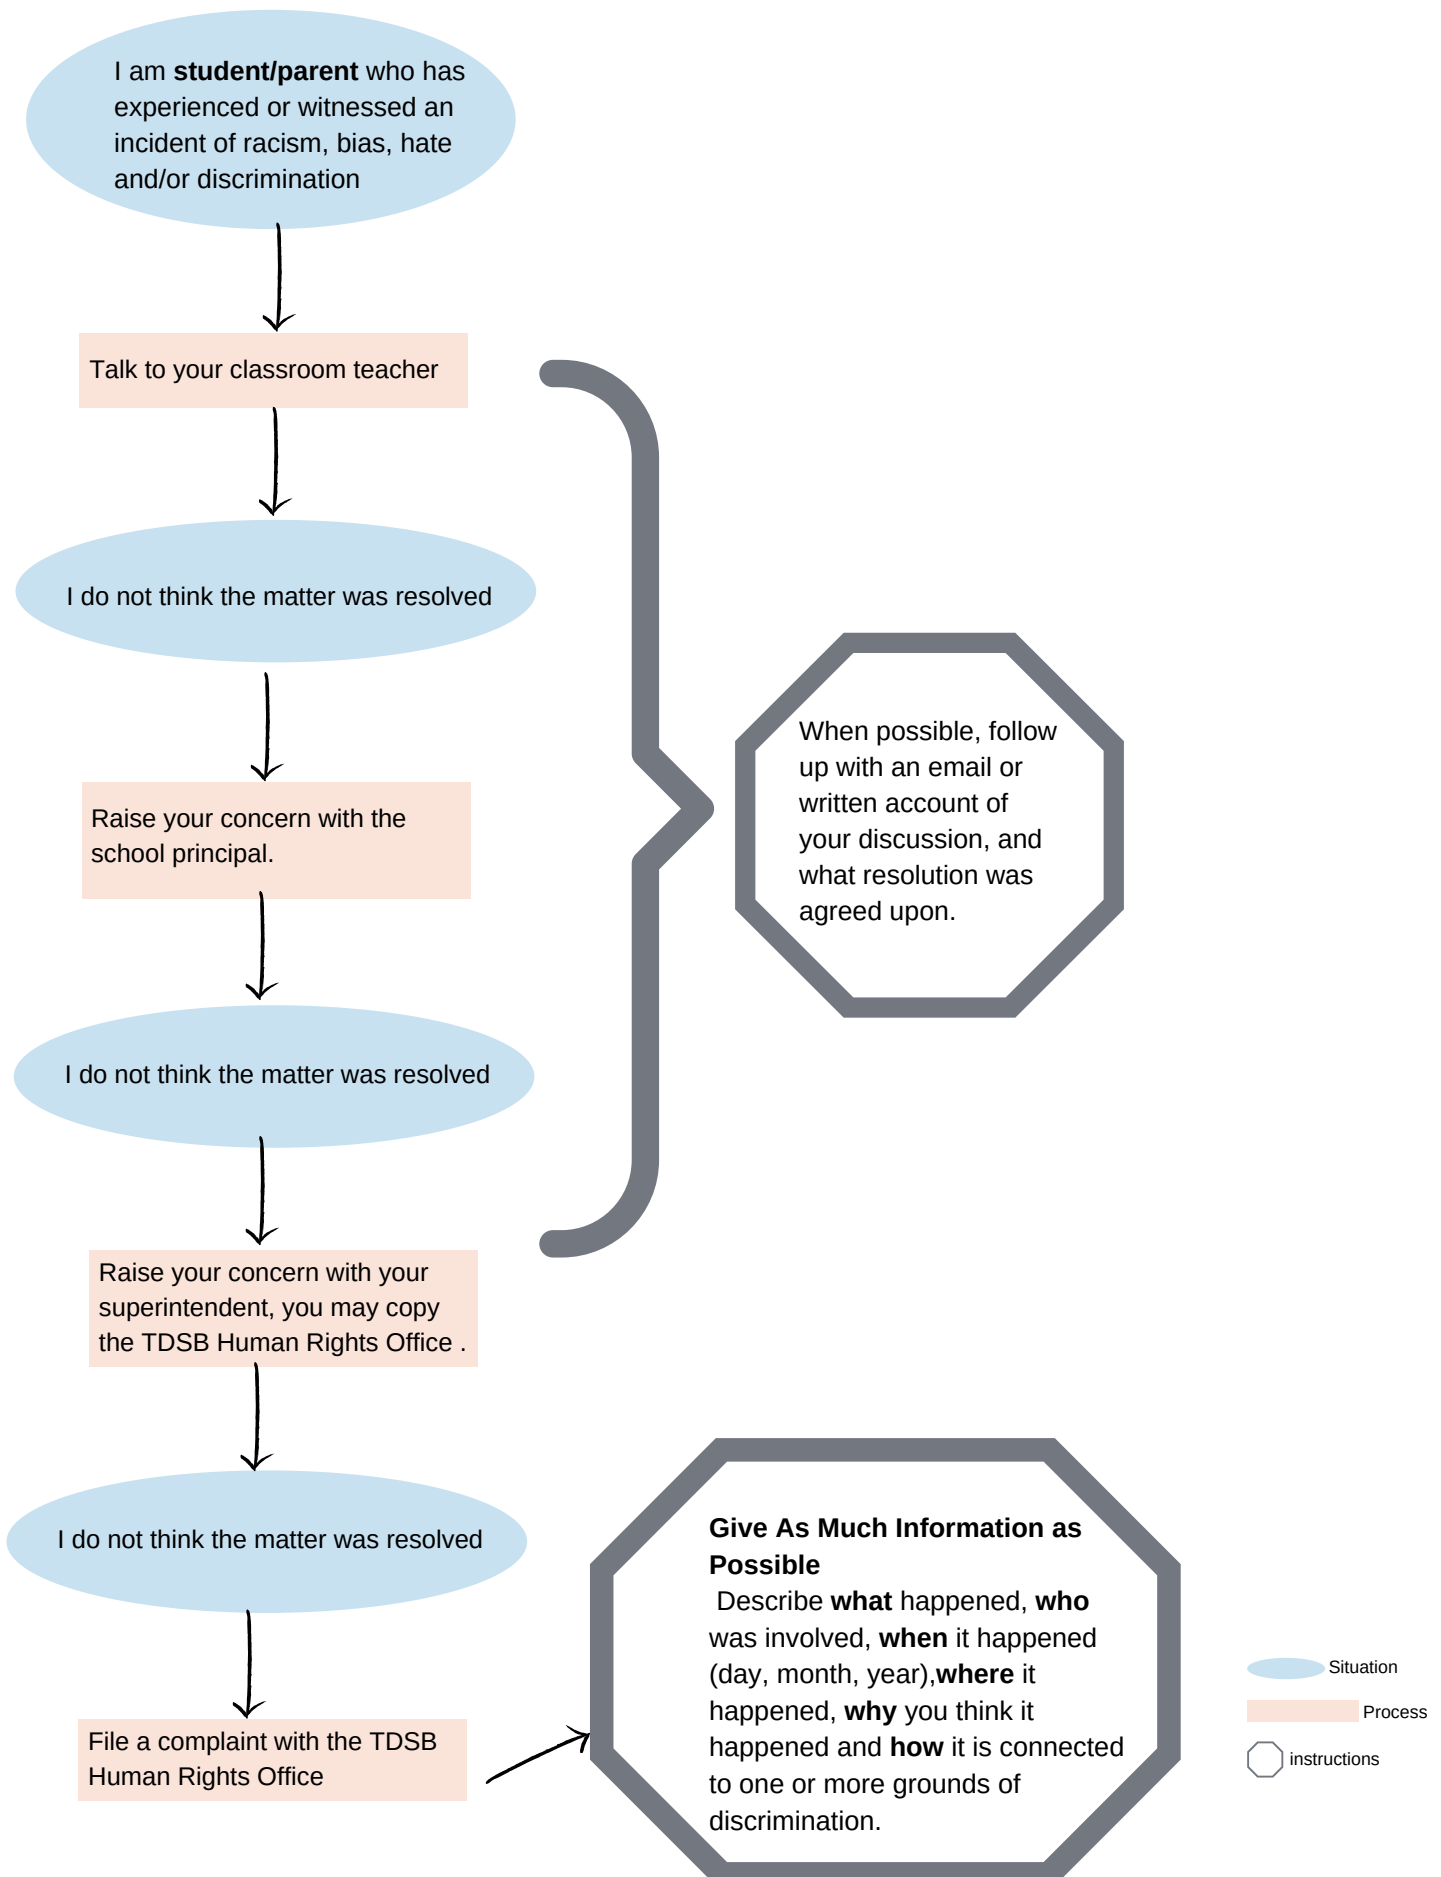 I am student/parent who has
experienced or witnessed an
incident of racism, bias, hate
and/or discrimination
Talk to your classroom teacher
I do not think the matter was resolved
Raise your concern with the
school principal.
When possible, follow
up with an email or
written account of
your discussion, and
what resolution was
agreed upon.
I do not think the matter was resolved
Raise your concern with your
superintendent, you may copy
the TDSB Human Rights Office .
I do not think the matter was resolved
File a complaint with the TDSB
Human Rights Office
Give As Much Information as
Possible
Describe what happened, who
was involved, when it happened
(day, month, year),where it
happened, why you think it
happened and how it is connected
to one or more grounds of
discrimination.
Situation
Process
instructions